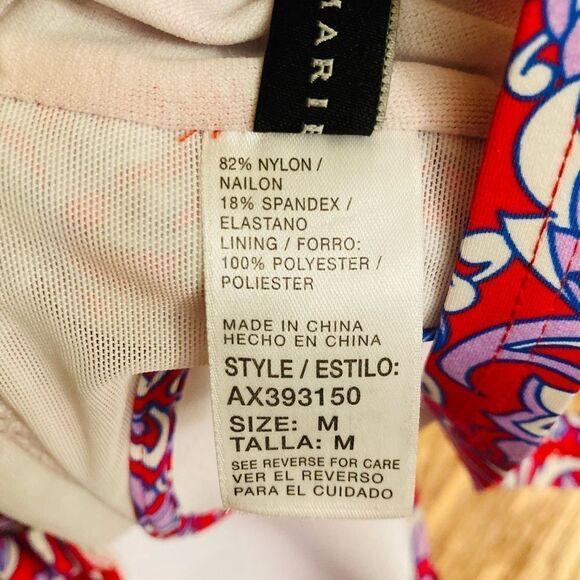 MARIE
82% NYLON /
NAILON
18% SPANDEX /
ELASTANO
LINING / FORRO:
100% POLYESTER /
POLIESTER
MADE IN CHINA
HECHO EN CHINA
STYLE / ESTILO:
AX393150
SIZE: M
TALLA: M
SEE REVERSE FOR CARE
VER EL REVERSO
PARA EL CUIDADO